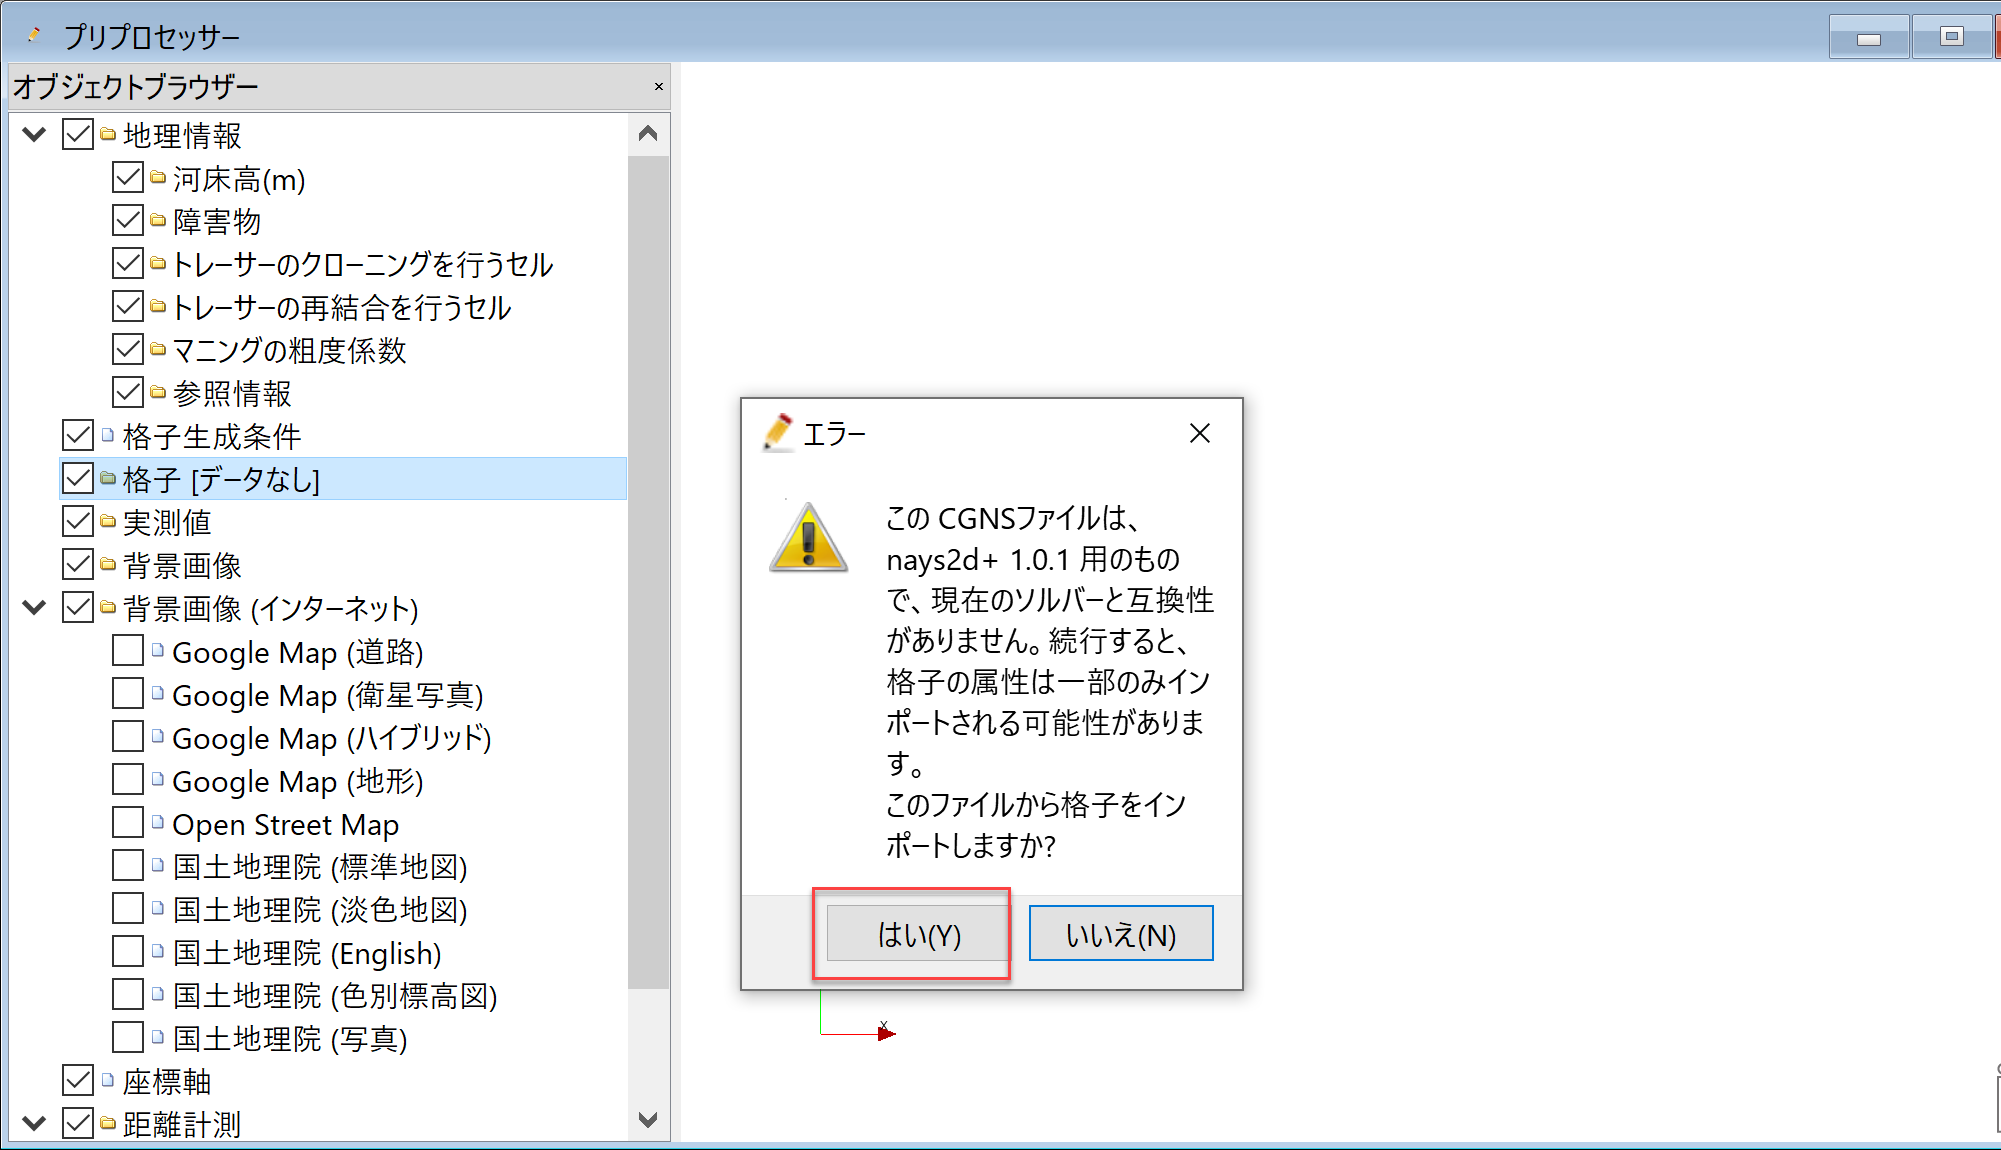 プリプロセッサー
オブジェクトブラウザー
地理情報
河床高(m)
障害物
トレーサーのクローニングを行うセル
トレーサーの再結合を行うセル
マニングの粗度係数
参照情報
格子生成条件
格子 [データなし]
実測値
背景画像
背景画像 (インターネット)
Google Map (道路)
Google Map (衛星写真)
Google Map (ハイブリッド)
Google Map (地形)
Open Street Map
国土地理院 (標準地図)
国土地理院 (淡色地図)
国土地理院 (English)
国土地理院 (色別標高図)
国土地理院 (写真)
座標軸
距離計測
エラー
この CGNSファイルは、
nays2d+ 1.0.1 用のもの
で、現在のソルバーと互換性
がありません。続行すると、
格子の属性は一部のみイン
ポートされる可能性がありま
す。
このファイルから格子をイン
ポートしますか?
はい(Y)
いいえ(N)
X